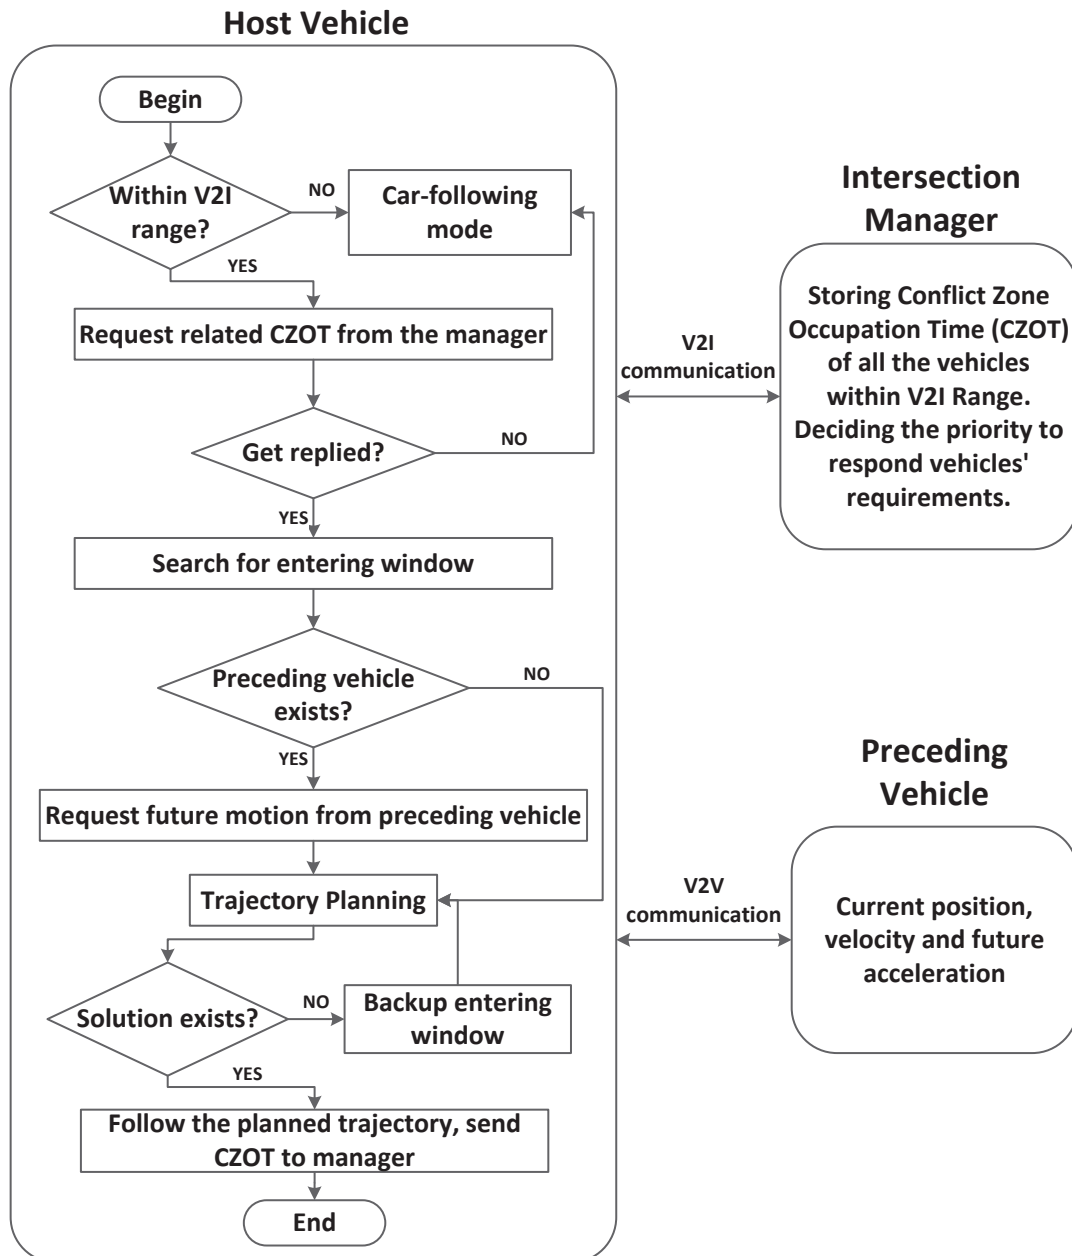 Host Vehicle
Begin
Within V2I
range?
NO
Car-following
mode
YES
Request related CZOT from the manager
Get replied?
NO
YES
Search for entering window
Preceding vehicle
exists?
NO
YES
Request future motion from preceding vehicle
Trajectory Planning
Solution exists?
NO
Backup entering
window
YES
Follow the planned trajectory, send
CZOT to manager
End
V2I
communication
Intersection
Manager
Storing Conflict Zone
Occupation Time (CZOT)
of all the vehicles
within V2I Range.
Deciding the priority to
respond vehicles'
requirements.
V2V
communication
Preceding
Vehicle
Current position,
velocity and future
acceleration